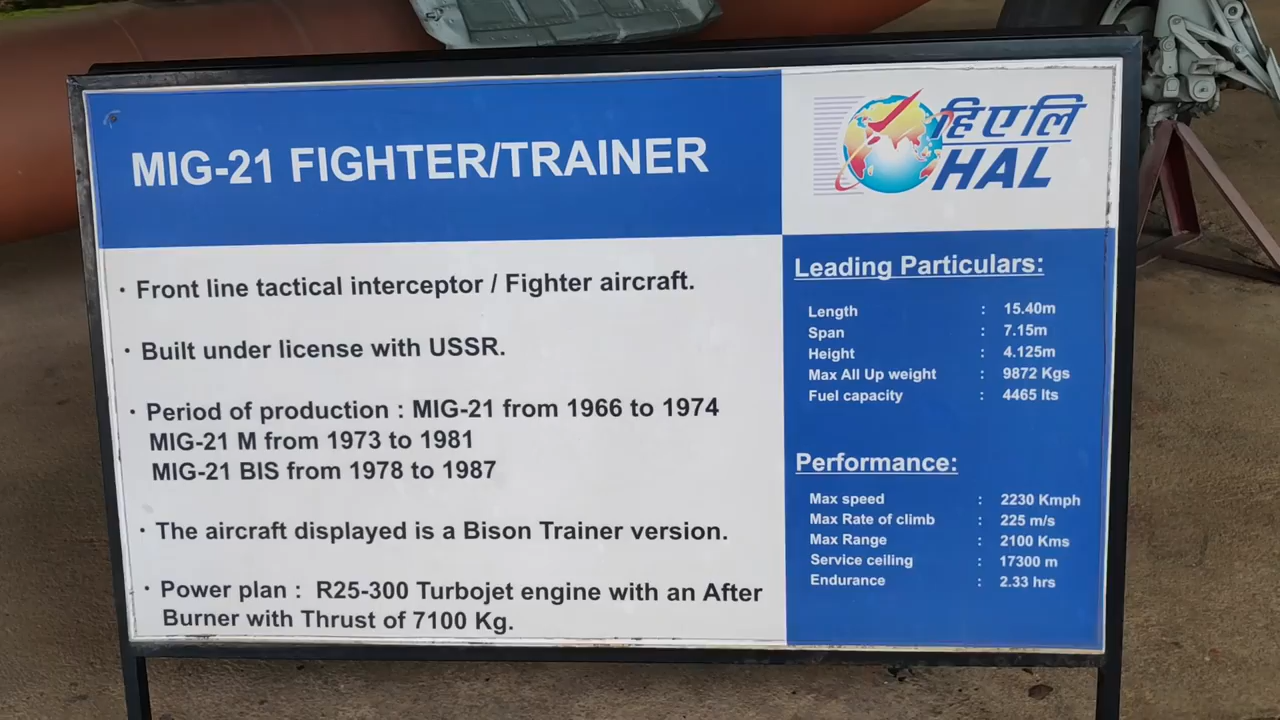 MIG-21 FIGHTER/TRAINER
हिएलि
HAL
· Front line tactical interceptor / Fighter aircraft.
· Built under license with USSR.
· Period of production : MIG-21 from 1966 to 1974
MIG-21 M from 1973 to 1981
MIG-21 BIS from 1978 to 1987
· The aircraft displayed is a Bison Trainer version.
· Power plan : R25-300 Turbojet engine with an After
Burner with Thrust of 7100 Kg.
Leading Particulars:
Length : 15.40m
Span : 7.15m
Height : 4.125m
Max All Up weight : 9872 Kgs
Fuel capacity : 4465 lts
Performance:
Max speed : 2230 Kmph
Max Rate of climb : 225 m/s
Max Range : 2100 Kms
Service ceiling : 17300 m
Endurance : 2.33 hrs